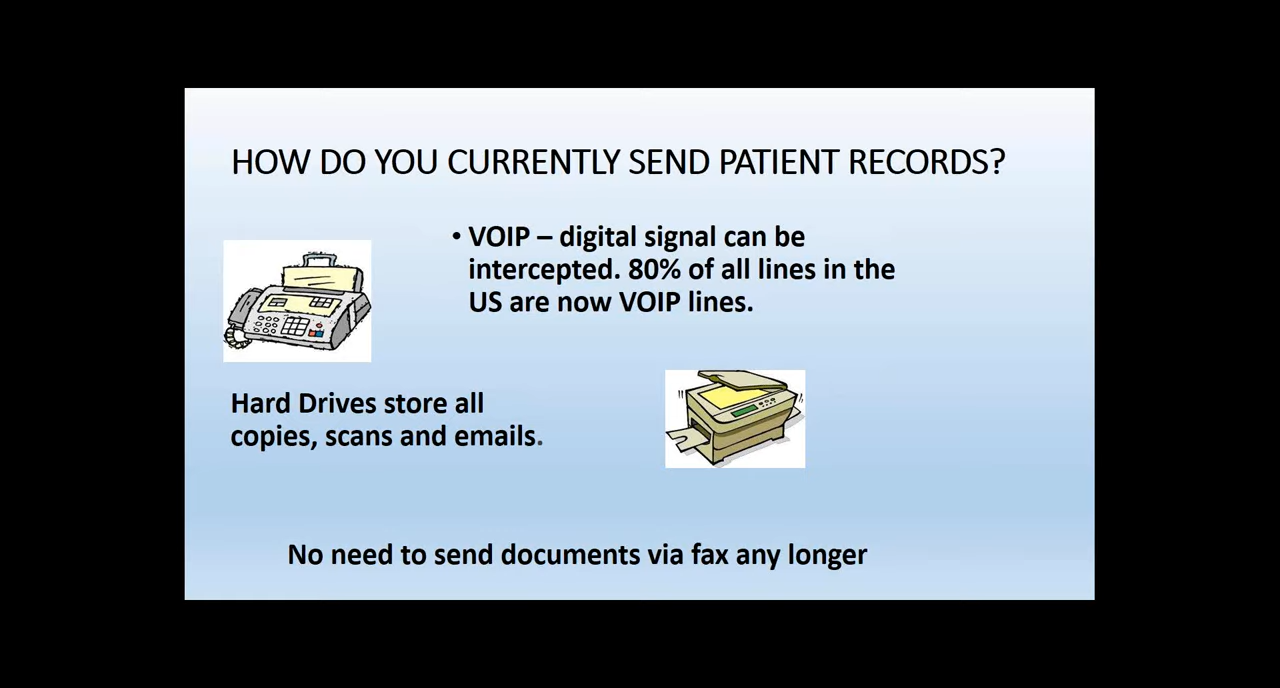 HOW DO YOU CURRENTLY SEND PATIENT RECORDS?
• VOIP – digital signal can be
intercepted. 80% of all lines in the
US are now VOIP lines.
Hard Drives store all
copies, scans and emails.
No need to send documents via fax any longer